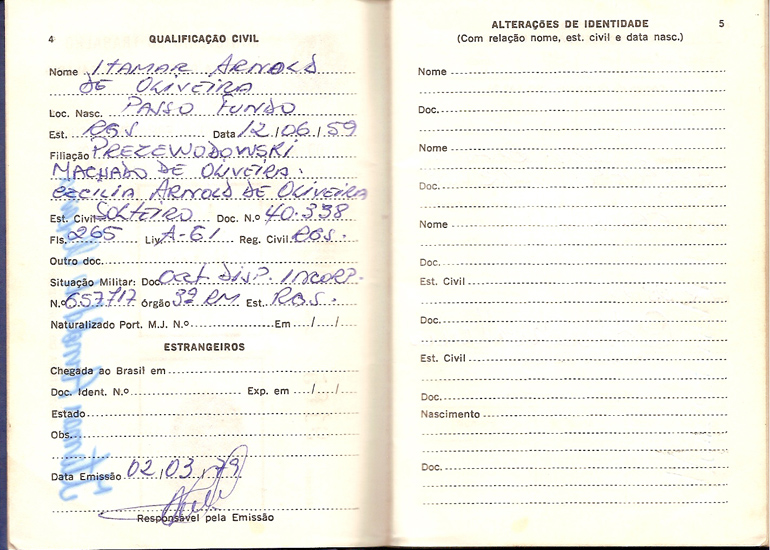 4 QUALIFICAÇÃO CIVIL
Nome ITAMAR ARNOLD
DE OLIVEIRA
Loc. Nasc. PASSO FUNDO
Est. RGS Data 12/06/59
Filiação PREZEWODOWSKI
MACHADO DE OLIVEIRA.
CECILIA ARNOLD DE OLIVEIRA
Est. Civil SOLTEIRO Doc. N.º 40.338
Fls. 265 Liv. A-61 Reg. Civil RGS.
Outro doc.
Situação Militar: Doc. Cert DISP. INCORP.
N.º 657717 órgão 3ª RM Est. RGS.
Naturalizado Port. M.J. N.º Em / /
ESTRANGEIROS
Chegada ao Brasil em
Doc. Ident. N.º Exp. em / /
Estado
Obs.
Data Emissão 02/03/79
Responsável pela Emissão
ALTERAÇÕES DE IDENTIDADE 5
(Com relação nome, est. civil e data nasc.)
Nome
Doc.
Nome
Doc.
Nome
Doc.
Est. Civil
Doc.
Est. Civil
Doc.
Nascimento
Doc.